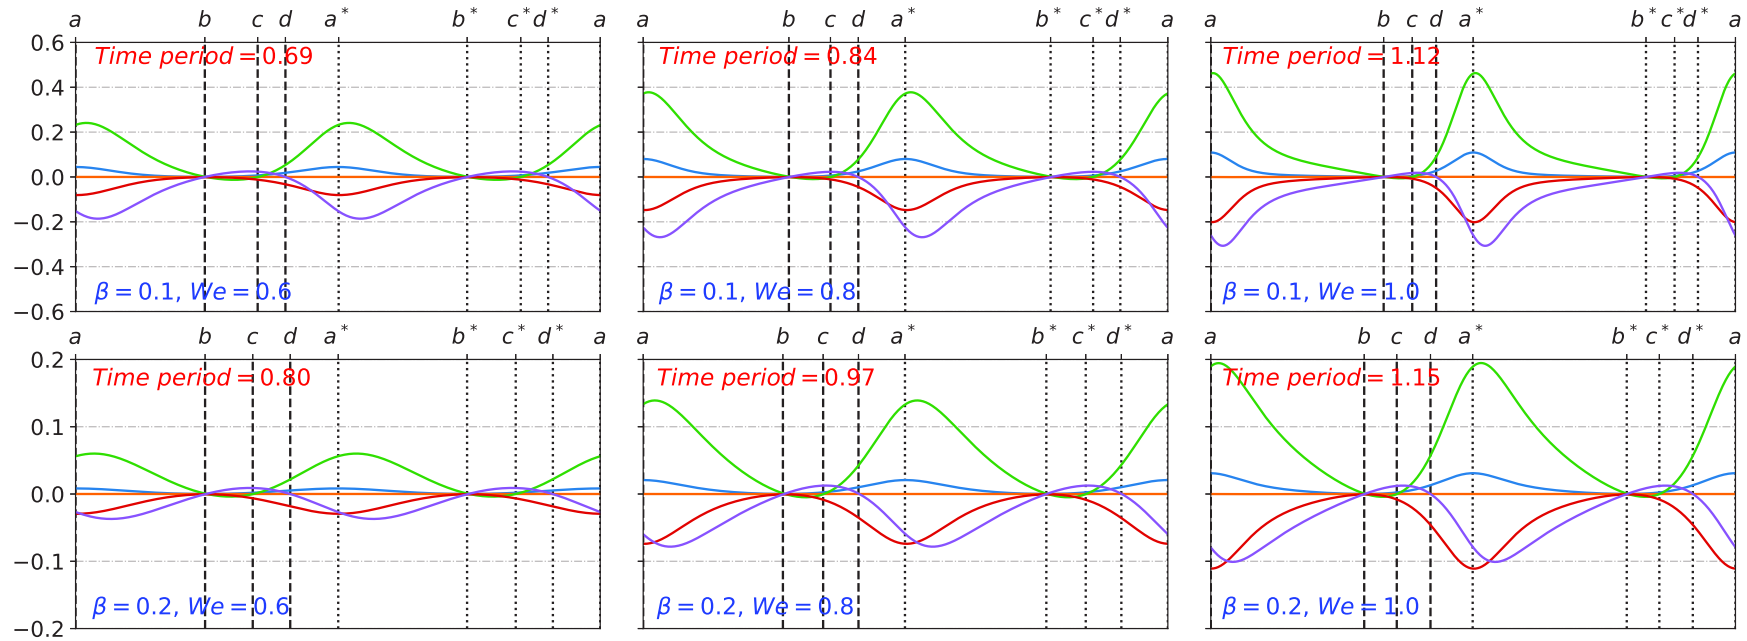 a b c d a* b* c* d* a
a b c d a* b* c* d* a
a b c d a* b* c* d* a
0.6
0.4
0.2
0.0
−0.2
−0.4
−0.6
Time period = 0.69
Time period = 0.84
Time period = 1.12
β = 0.1, We = 0.6
β = 0.1, We = 0.8
β = 0.1, We = 1.0
a b c d a* b* c* d* a
a b c d a* b* c* d* a
a b c d a* b* c* d* a
0.2
0.1
0.0
−0.1
−0.2
Time period = 0.80
Time period = 0.97
Time period = 1.15
β = 0.2, We = 0.6
β = 0.2, We = 0.8
β = 0.2, We = 1.0